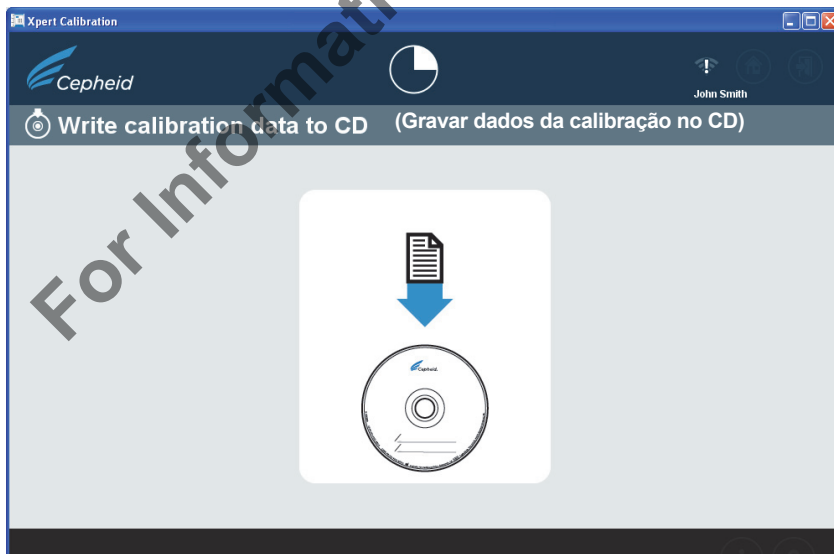 Xpert Calibration
Cepheid
John Smith
Write calibration data to CD (Gravar dados da calibração no CD)
Cepheid.
For Informati